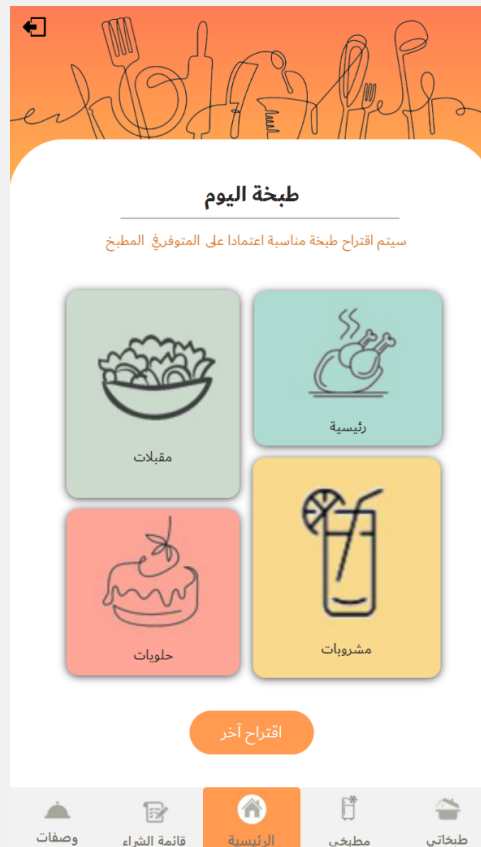 طبخة اليوم
سيتم اقتراح طبخة مناسبة اعتمادا على المتوفرفي المطبخ
رئيسية
مقبلات
مشروبات
حلويات
اقتراح آخر
طبخاتي
مطبخي
الرئيسية
قائمة الشراء
وصفات